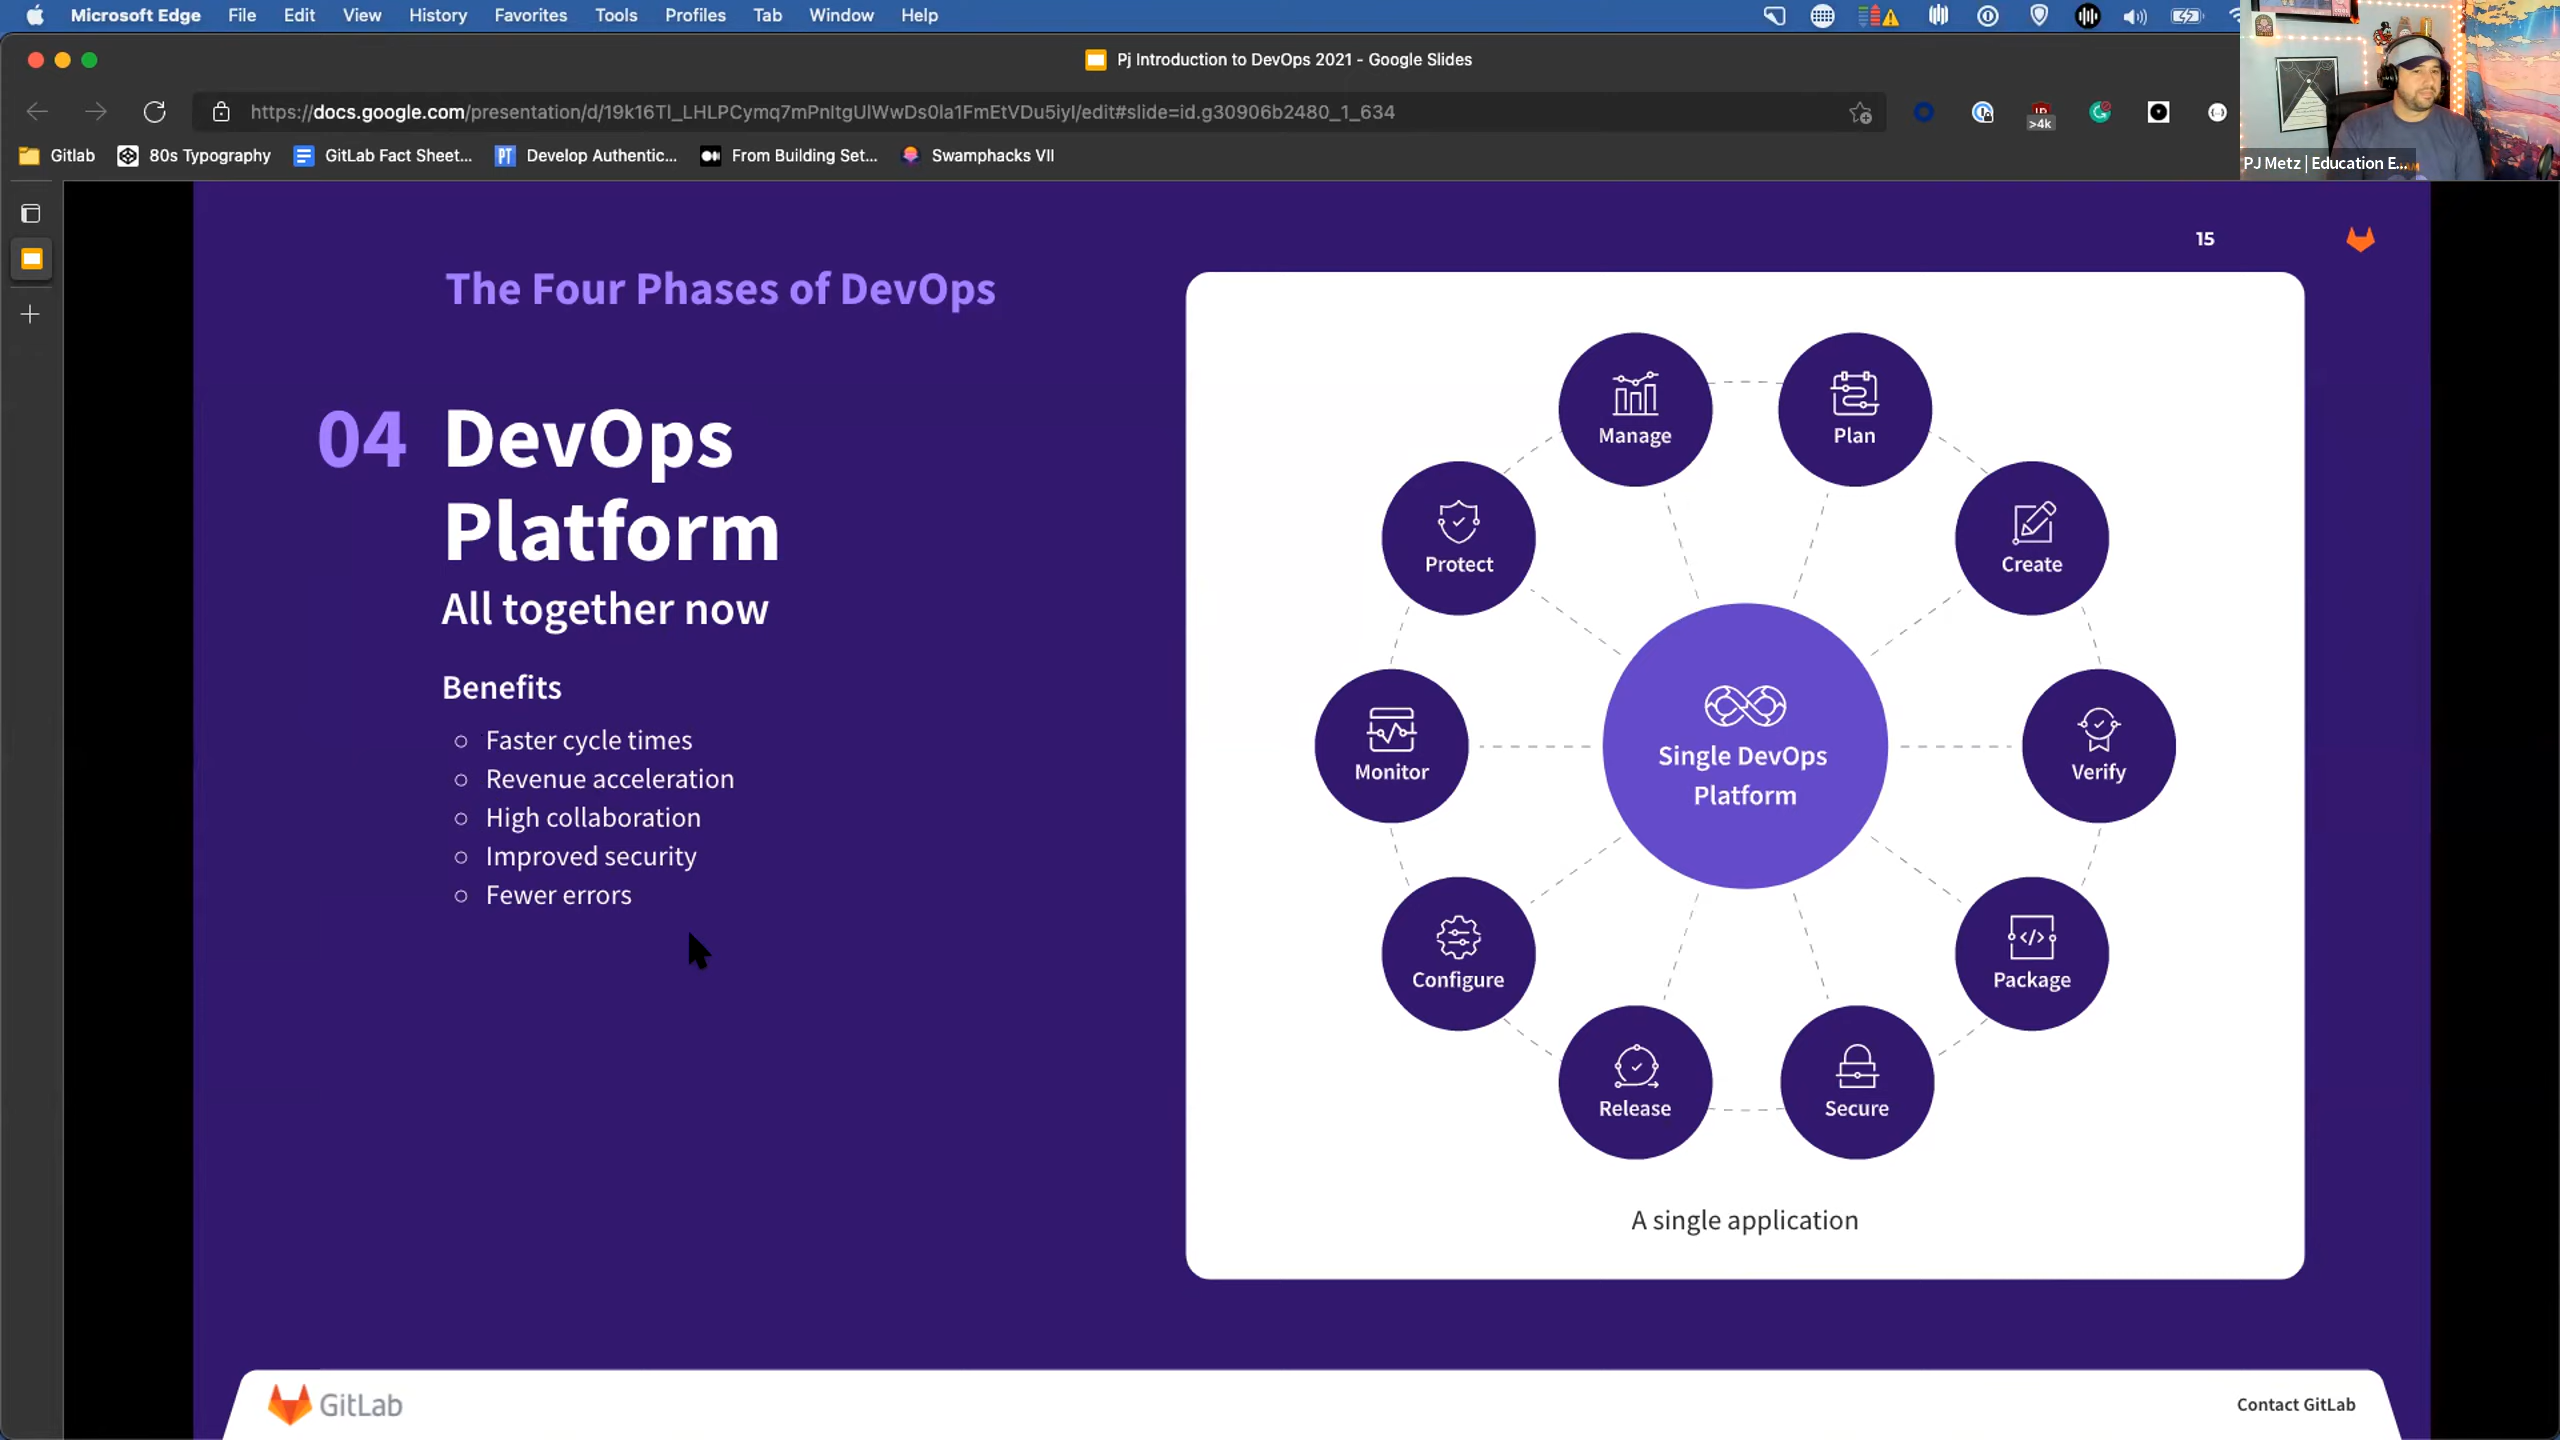 Microsoft Edge File Edit View History Favorites Tools Profiles Tab Window Help
Pj Introduction to DevOps 2021 - Google Slides
https://docs.google.com/presentation/d/19k16Tl_LHLPCymq7mPnItgUlWwDs0la1FmEtVDu5iyI/edit#slide=id.g30906b2480_1_634
>4k
Gitlab 80s Typography GitLab Fact Sheet... Develop Authentic... From Building Set... Swamphacks VII
PJ Metz | Education E...
15
The Four Phases of DevOps
04 DevOps
Platform
All together now
Benefits
Faster cycle times
Revenue acceleration
High collaboration
Improved security
Fewer errors
Manage
Plan
Protect
Create
Monitor
Single DevOps
Platform
Verify
Configure
Package
Release
Secure
A single application
GitLab
Contact GitLab